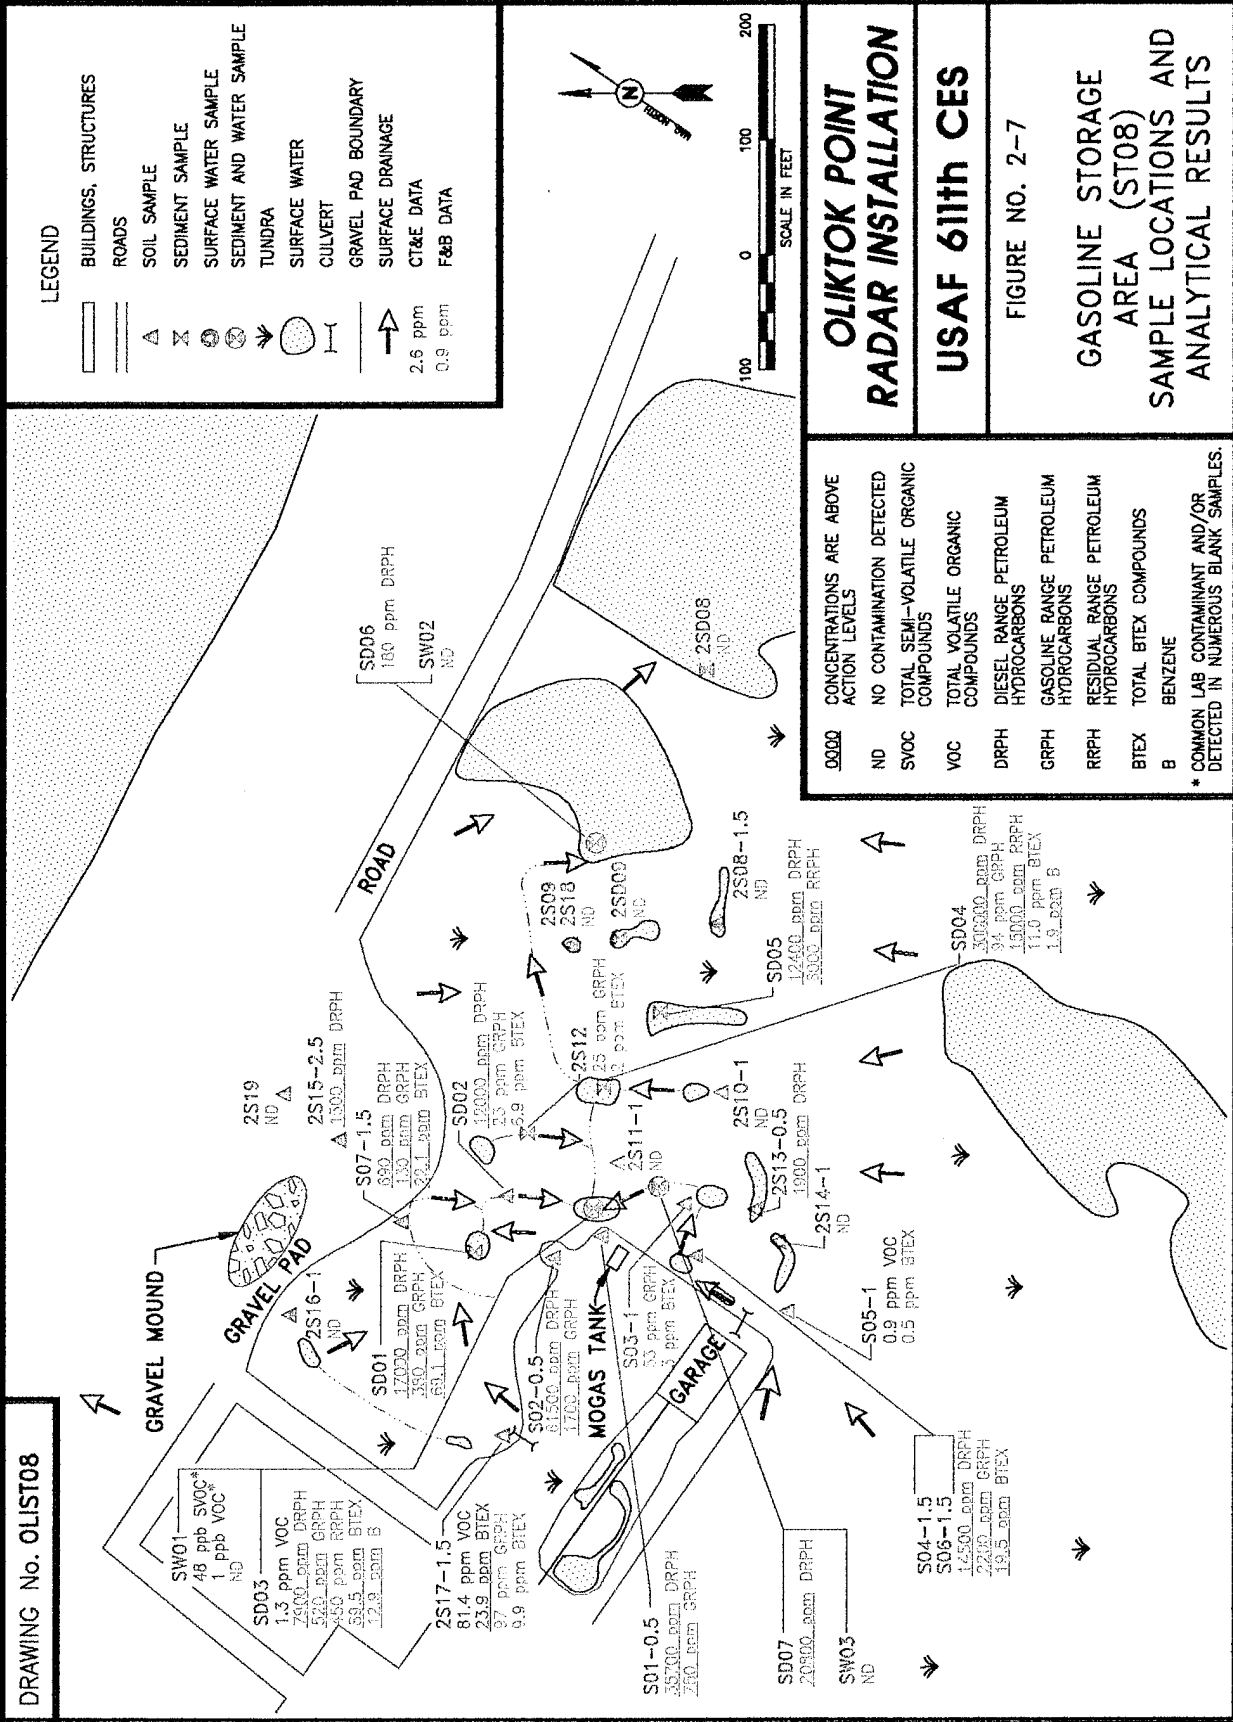 DRAWING No. OLIST08
LEGEND
BUILDINGS, STRUCTURES
ROADS
SOIL SAMPLE
SEDIMENT SAMPLE
SURFACE WATER SAMPLE
SEDIMENT AND WATER SAMPLE
TUNDRA
SURFACE WATER
CULVERT
GRAVEL PAD BOUNDARY
SURFACE DRAINAGE
2.6 ppm CT&E DATA
0.9 ppm F&B DATA
N
MAG NORTH
100 0 100 200
SCALE IN FEET
GRAVEL MOUND
GRAVEL PAD
ROAD
MOGAS TANK
GARAGE
SW01
48 ppb SVOC*
1 ppb VOC*
ND
SD03
1.3 ppm VOC
7900 ppm DRPH
520 ppm GRPH
450 ppm RRPH
59.5 ppm BTEX
12.9 ppm B
2S17-1.5
81.4 ppm VOC
23.9 ppm BTEX
97 ppm GRPH
9.9 ppm BTEX
2S16-1
ND
SD01
17000 ppm DRPH
380 ppm GRPH
69.1 ppm BTEX
S02-0.5
61500 ppm DRPH
1700 ppm GRPH
2S19
ND
2S15-2.5
1300 ppm DRPH
S07-1.5
690 ppm DRPH
130 ppm GRPH
22.1 ppm BTEX
SD02
12000 ppm DRPH
23 ppm GRPH
6.9 ppm BTEX
SD06
180 ppm DRPH
SW02
ND
2SD08
ND
2S09
2S18
ND
2SD09
ND
2S08-1.5
ND
2S12
25 ppm GRPH
2 ppm BTEX
SD05
12400 ppm DRPH
3000 ppm RRPH
2S11-1
ND
2S10-1
ND
2S13-0.5
1900 ppm DRPH
2S14-1
ND
S03-1
53 ppm GRPH
3 ppm BTEX
S05-1
0.9 ppm VOC
0.5 ppm BTEX
SD04
300000 ppm DRPH
94 ppm GRPH
15000 ppm RRPH
11.0 ppm BTEX
1.9 ppm B
S01-0.5
35700 ppm DRPH
750 ppm GRPH
SD07
20900 ppm DRPH
SW03
ND
S04-1.5
S06-1.5
14500 ppm DRPH
2200 ppm GRPH
19.5 ppm BTEX
0000 CONCENTRATIONS ARE ABOVE
ACTION LEVELS
ND NO CONTAMINATION DETECTED
SVOC TOTAL SEMI-VOLATILE ORGANIC
COMPOUNDS
VOC TOTAL VOLATILE ORGANIC
COMPOUNDS
DRPH DIESEL RANGE PETROLEUM
HYDROCARBONS
GRPH GASOLINE RANGE PETROLEUM
HYDROCARBONS
RRPH RESIDUAL RANGE PETROLEUM
HYDROCARBONS
BTEX TOTAL BTEX COMPOUNDS
B BENZENE
* COMMON LAB CONTAMINANT AND/OR
DETECTED IN NUMEROUS BLANK SAMPLES.
OLIKTOK POINT
RADAR INSTALLATION
USAF 611th CES
FIGURE NO. 2-7
GASOLINE STORAGE
AREA (ST08)
SAMPLE LOCATIONS AND
ANALYTICAL RESULTS